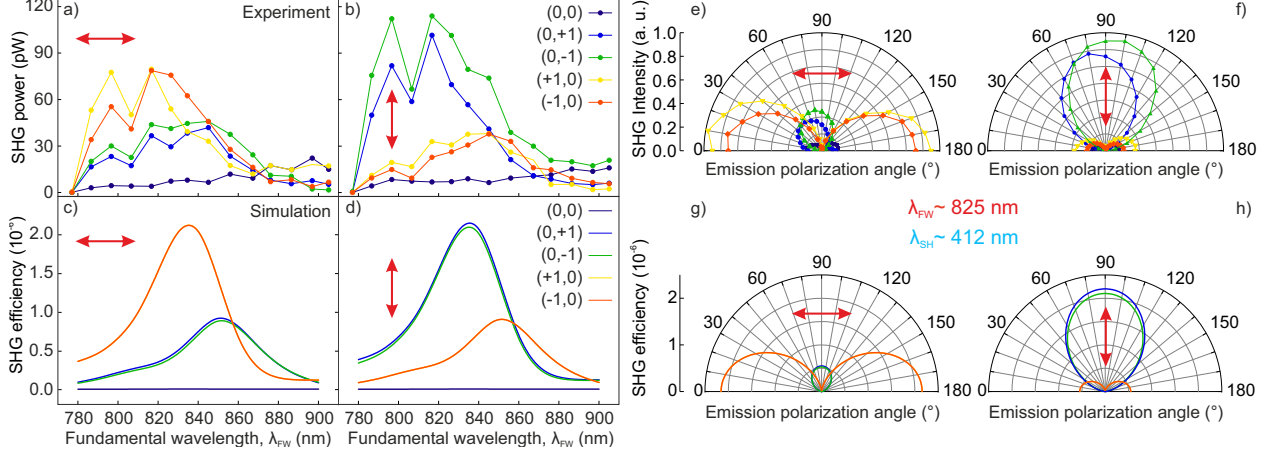 a)
Experiment
SHG power (pW)
120
90
60
30
0
b)
(0,0)
(0,+1)
(0,-1)
(+1,0)
(-1,0)
c)
Simulation
SHG efficiency (10⁻⁶)
2.0
1.5
1.0
0.5
0.0
d)
(0,0)
(0,+1)
(0,-1)
(+1,0)
(-1,0)
780 800 820 840 860 880 900
780 800 820 840 860 880 900
Fundamental wavelength, λFW (nm)
Fundamental wavelength, λFW (nm)
e)
SHG Intensity (a. u.)
1.0
0.8
0.6
0.4
0.2
0.0
30
60
90
120
150
180
Emission polarization angle (°)
f)
30
60
90
120
150
180
Emission polarization angle (°)
λFW~ 825 nm
λSH~ 412 nm
g)
SHG efficiency (10⁻⁶)
2
1
0
30
60
90
120
150
180
Emission polarization angle (°)
h)
30
60
90
120
150
180
Emission polarization angle (°)